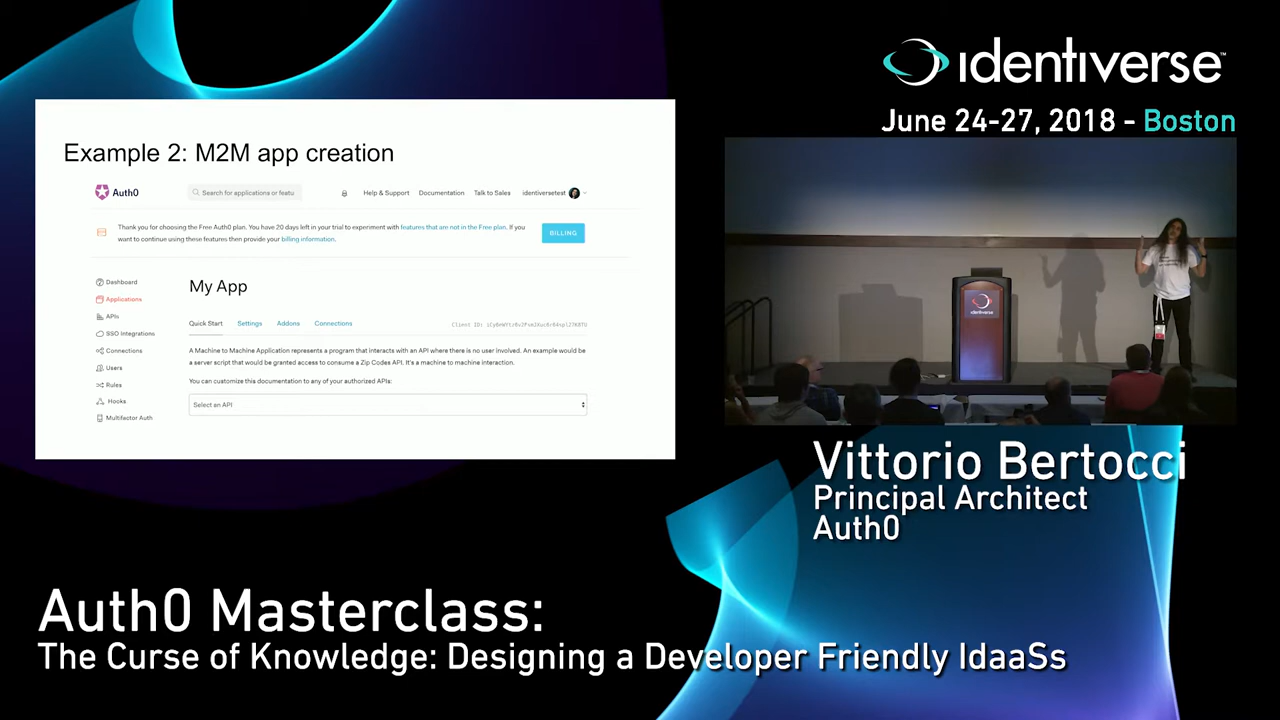 identiverse™
June 24-27, 2018 - Boston
Example 2: M2M app creation
Auth0
Search for applications or featu
Help & Support
Documentation
Talk to Sales
identiversetest
Thank you for choosing the Free Auth0 plan. You have 20 days left in your trial to experiment with features that are not in the Free plan. If you
want to continue using these features then provide your billing information.
BILLING
Dashboard
Applications
APIs
SSO Integrations
Connections
Users
Rules
Hooks
Multifactor Auth
My App
Quick Start
Settings
Addons
Connections
Client ID:
A Machine to Machine Application represents a program that interacts with an API where there is no user involved. An example would be
a server script that would be granted access to consume a Zip Codes API. It's a machine to machine interaction.
You can customize this documentation to any of your authorized APIs:
Select an API
identiverse
Vittorio Bertocci
Principal Architect
Auth0
Auth0 Masterclass:
The Curse of Knowledge: Designing a Developer Friendly IdaaSs